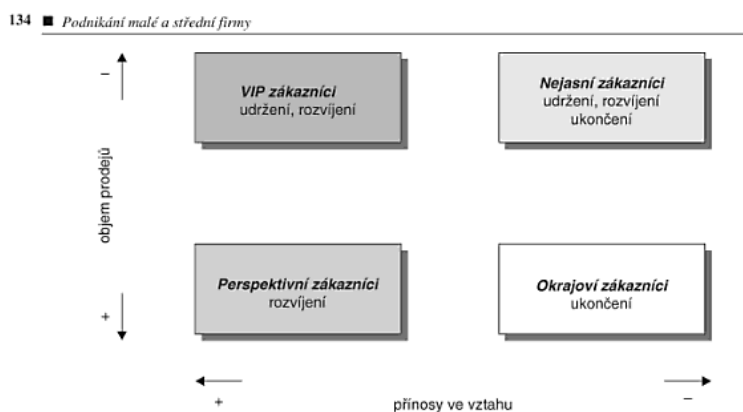 134 ■ Podnikání malé a střední firmy
–
VIP zákazníci
udržení, rozvíjení
Nejasní zákazníci
udržení, rozvíjení
ukončení
objem prodejů
Perspektivní zákazníci
rozvíjení
Okrajoví zákazníci
ukončení
+
+
přínosy ve vztahu
–